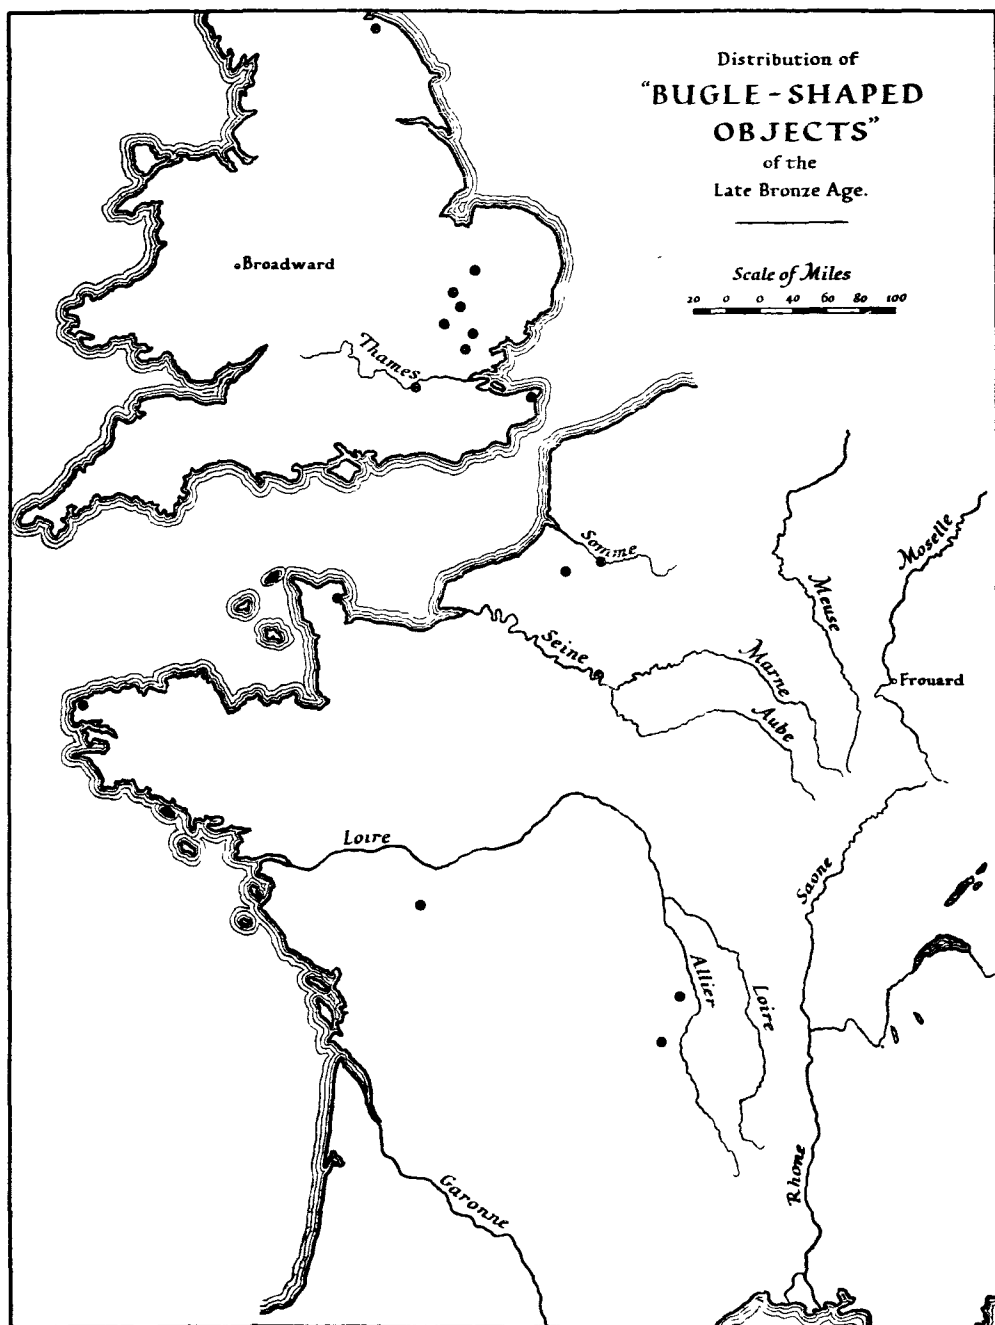 Distribution of
"BUGLE-SHAPED
OBJECTS"
of the
Late Bronze Age.
Scale of Miles
20 0 0 40 60 80 100
Broadward
Thames
Somme
Moselle
Meuse
Seine
Marne
Frouard
Aube
Loire
Saone
Allier
Loire
Rhone
Garonne